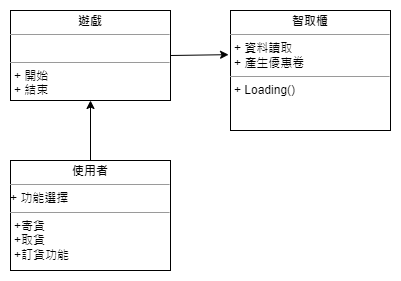 遊戲
+ 開始
+ 結束
智取櫃
+ 資料讀取
+ 產生優惠卷
+ Loading()
使用者
+ 功能選擇
+寄貨
+取貨
+訂貨功能